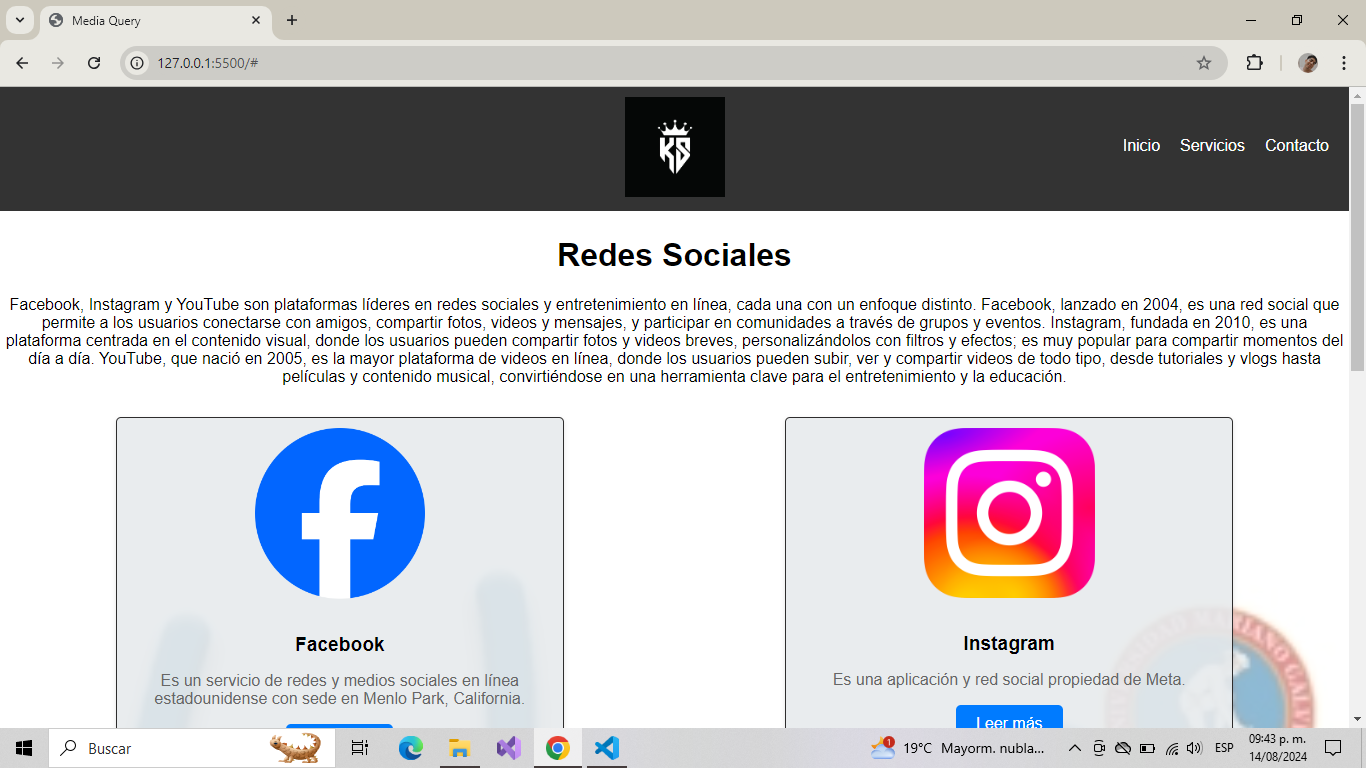 Media Query
127.0.0.1:5500/#
KS
Inicio Servicios Contacto
Redes Sociales
Facebook, Instagram y YouTube son plataformas líderes en redes sociales y entretenimiento en línea, cada una con un enfoque distinto. Facebook, lanzado en 2004, es una red social que
permite a los usuarios conectarse con amigos, compartir fotos, videos y mensajes, y participar en comunidades a través de grupos y eventos. Instagram, fundada en 2010, es una
plataforma centrada en el contenido visual, donde los usuarios pueden compartir fotos y videos breves, personalizándolos con filtros y efectos; es muy popular para compartir momentos del
día a día. YouTube, que nació en 2005, es la mayor plataforma de videos en línea, donde los usuarios pueden subir, ver y compartir videos de todo tipo, desde tutoriales y vlogs hasta
películas y contenido musical, convirtiéndose en una herramienta clave para el entretenimiento y la educación.
Facebook
Es un servicio de redes y medios sociales en línea
estadounidense con sede en Menlo Park, California.
Instagram
Es una aplicación y red social propiedad de Meta.
Leer más
MARIANO
Buscar
1
19°C Mayorm. nubla...
ESP
09:43 p. m.
14/08/2024